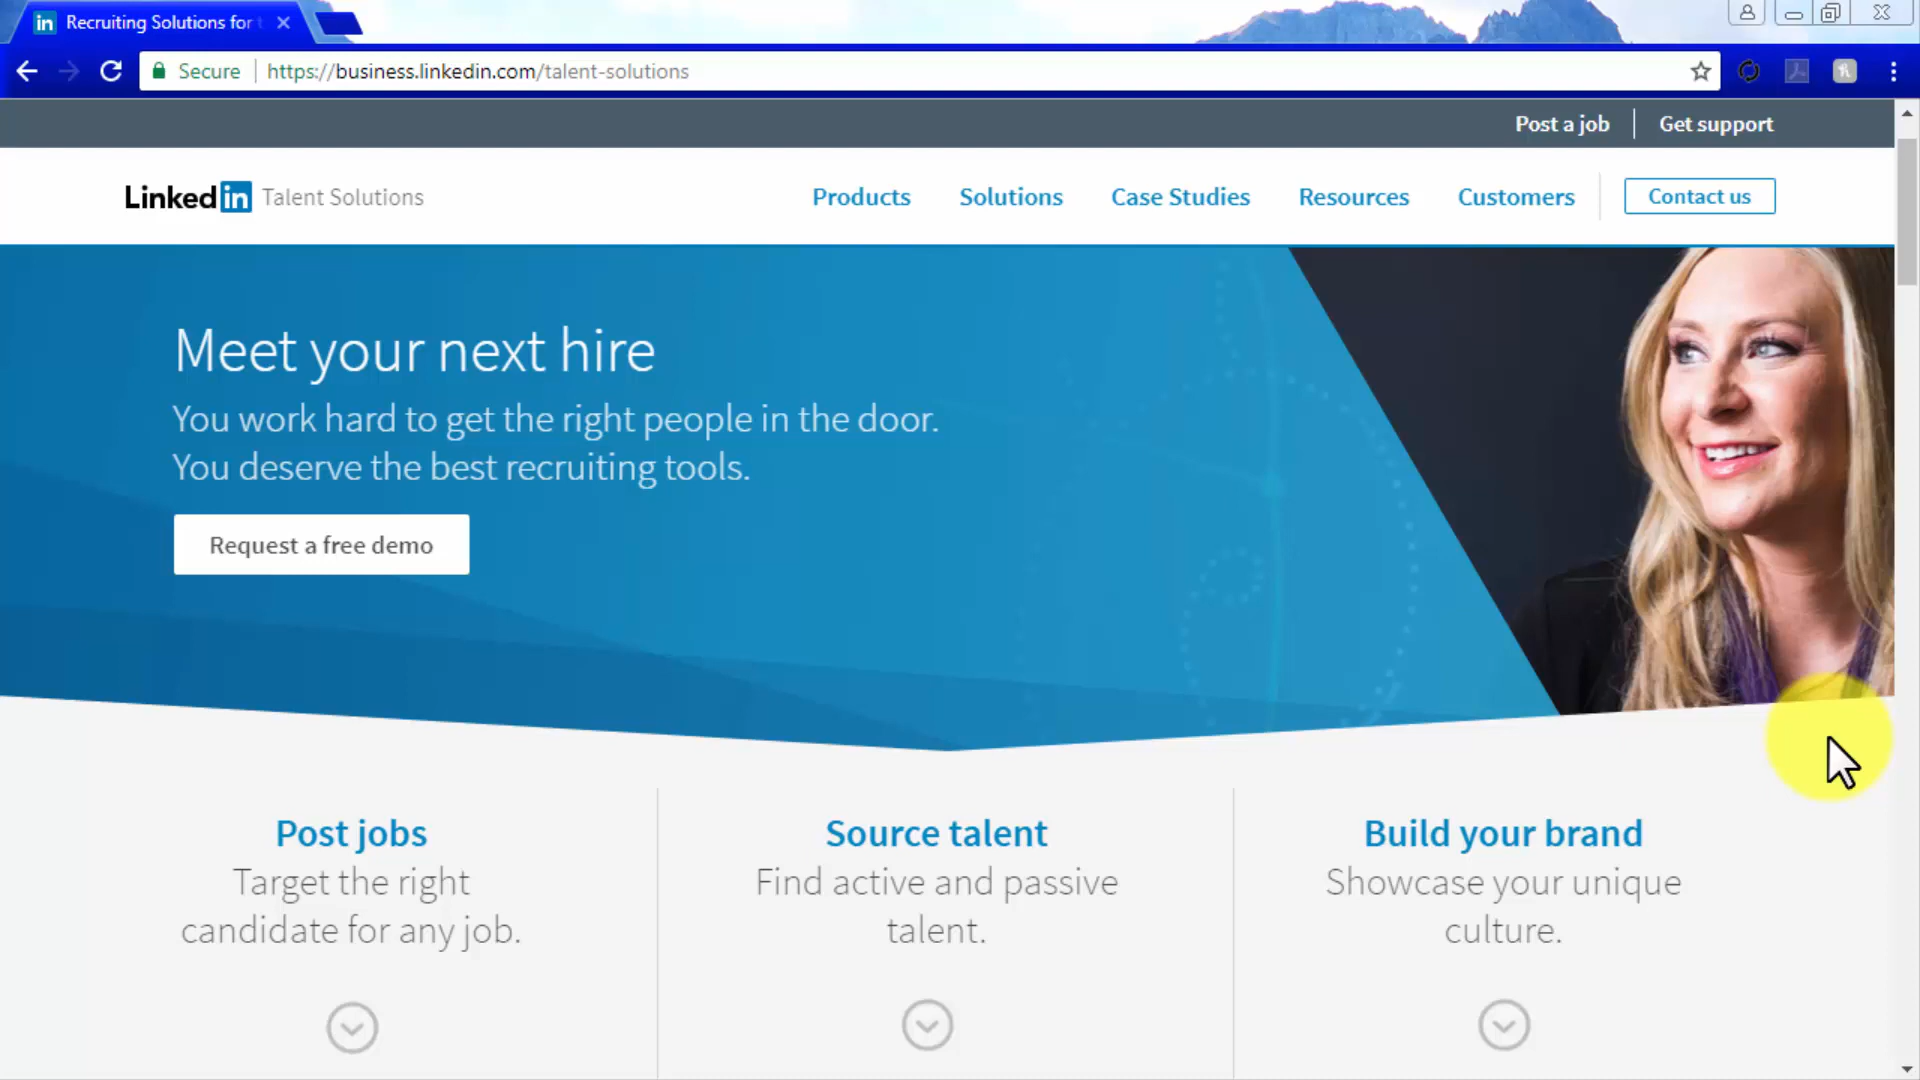 Recruiting Solutions for
Secure
https://business.linkedin.com/talent-solutions
Post a job
Get support
Linked in Talent Solutions
Products
Solutions
Case Studies
Resources
Customers
Contact us
Meet your next hire
You work hard to get the right people in the door.
You deserve the best recruiting tools.
Request a free demo
Post jobs
Target the right
candidate for any job.
Source talent
Find active and passive
talent.
Build your brand
Showcase your unique
culture.